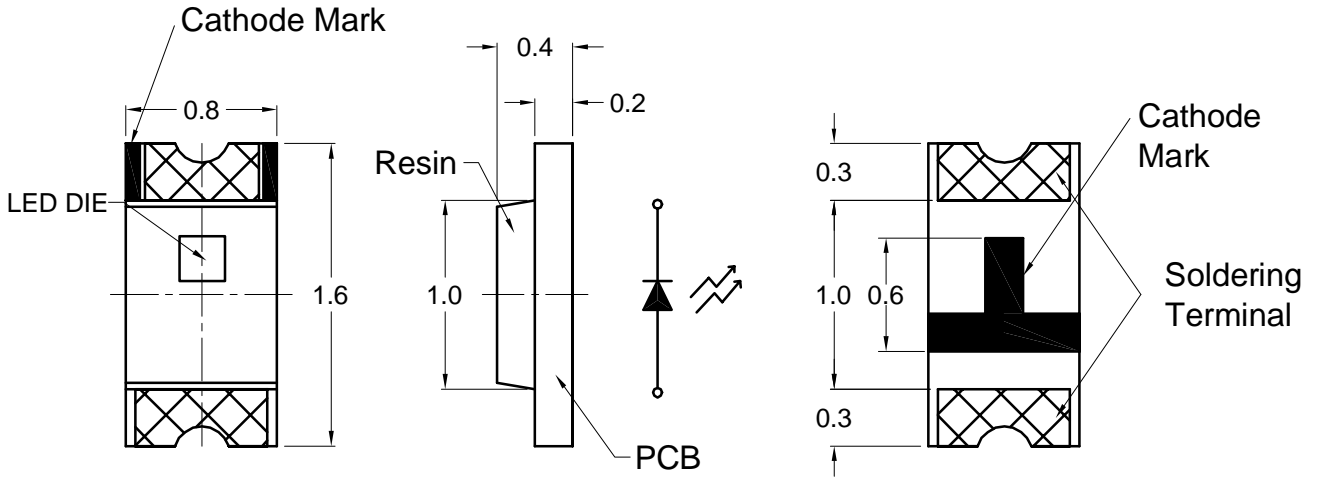 Cathode Mark
0.8
LED DIE
1.6
0.4
0.2
Resin
1.0
PCB
Cathode
Mark
0.3
1.0
0.6
Soldering
Terminal
0.3